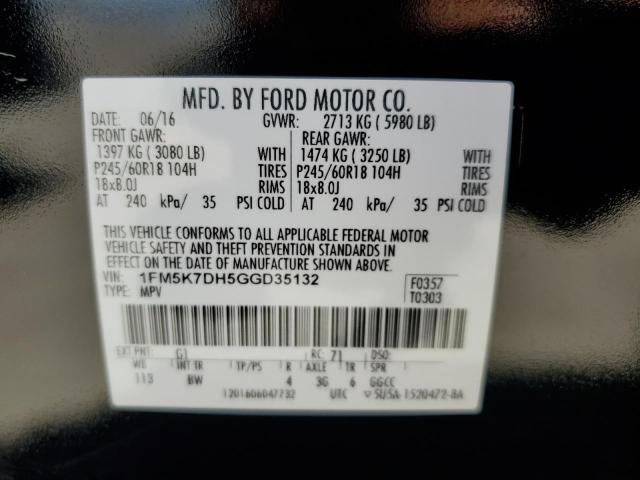 MFD. BY FORD MOTOR CO.
DATE: 06/16 GVWR: 2713 KG ( 5980 LB)
FRONT GAWR: REAR GAWR:
1397 KG ( 3080 LB) WITH 1474 KG ( 3250 LB) WITH
P245/60R18 104H TIRES P245/60R18 104H TIRES
18x8.0J RIMS 18x8.0J RIMS
AT 240 kPa/ 35 PSI COLD AT 240 kPa/ 35 PSI COLD
THIS VEHICLE CONFORMS TO ALL APPLICABLE FEDERAL MOTOR
VEHICLE SAFETY AND THEFT PREVENTION STANDARDS IN
EFFECT ON THE DATE OF MANUFACTURE SHOWN ABOVE.
VIN: 1FM5K7DH5GGD35132 F0357
TYPE: MPV T0303
EXT PNT: G1 RC: 71 DSO:
WB INT TR TP/PS R AXLE TR SPR
113 BW 4 3G 6 GGCC
1201606047732 UTC ▽5U5A-1520472-BA